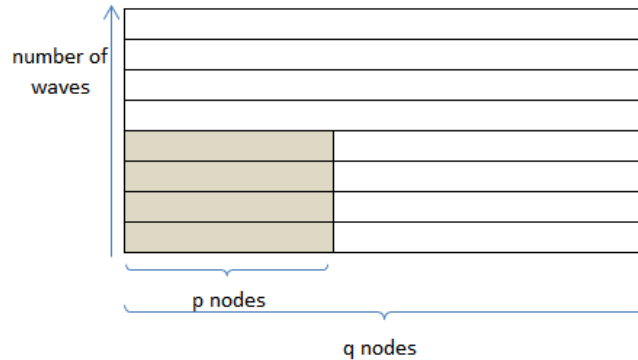 number of
waves
p nodes
q nodes